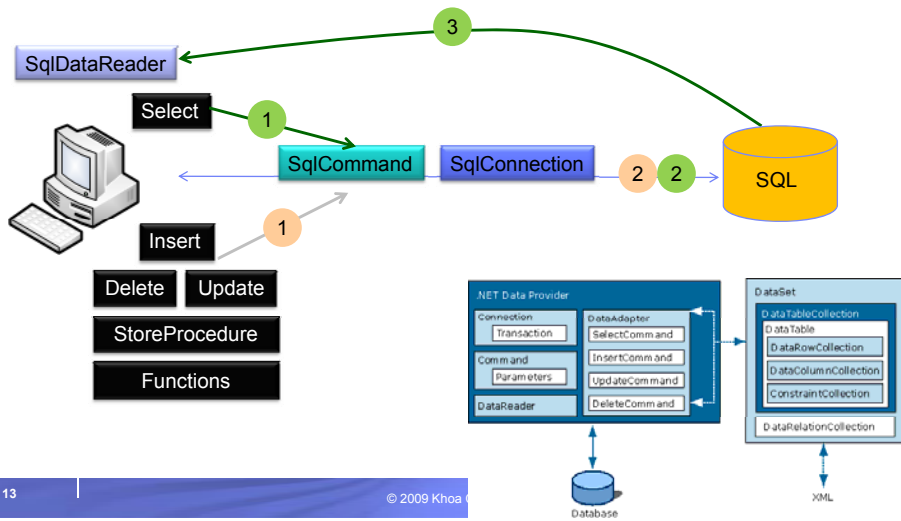 3
SqlDataReader
Select
1
SqlCommand
SqlConnection
2
2
SQL
1
Insert
Delete
Update
StoreProcedure
Functions
.NET Data Provider
Connection
Transaction
Command
Parameters
DataReader
DataAdapter
SelectCommand
InsertCommand
UpdateCommand
DeleteCommand
Database
DataSet
DataTableCollection
DataTable
DataRowCollection
DataColumnCollection
ConstraintCollection
DataRelationCollection
XML
13
© 2009 Khoa